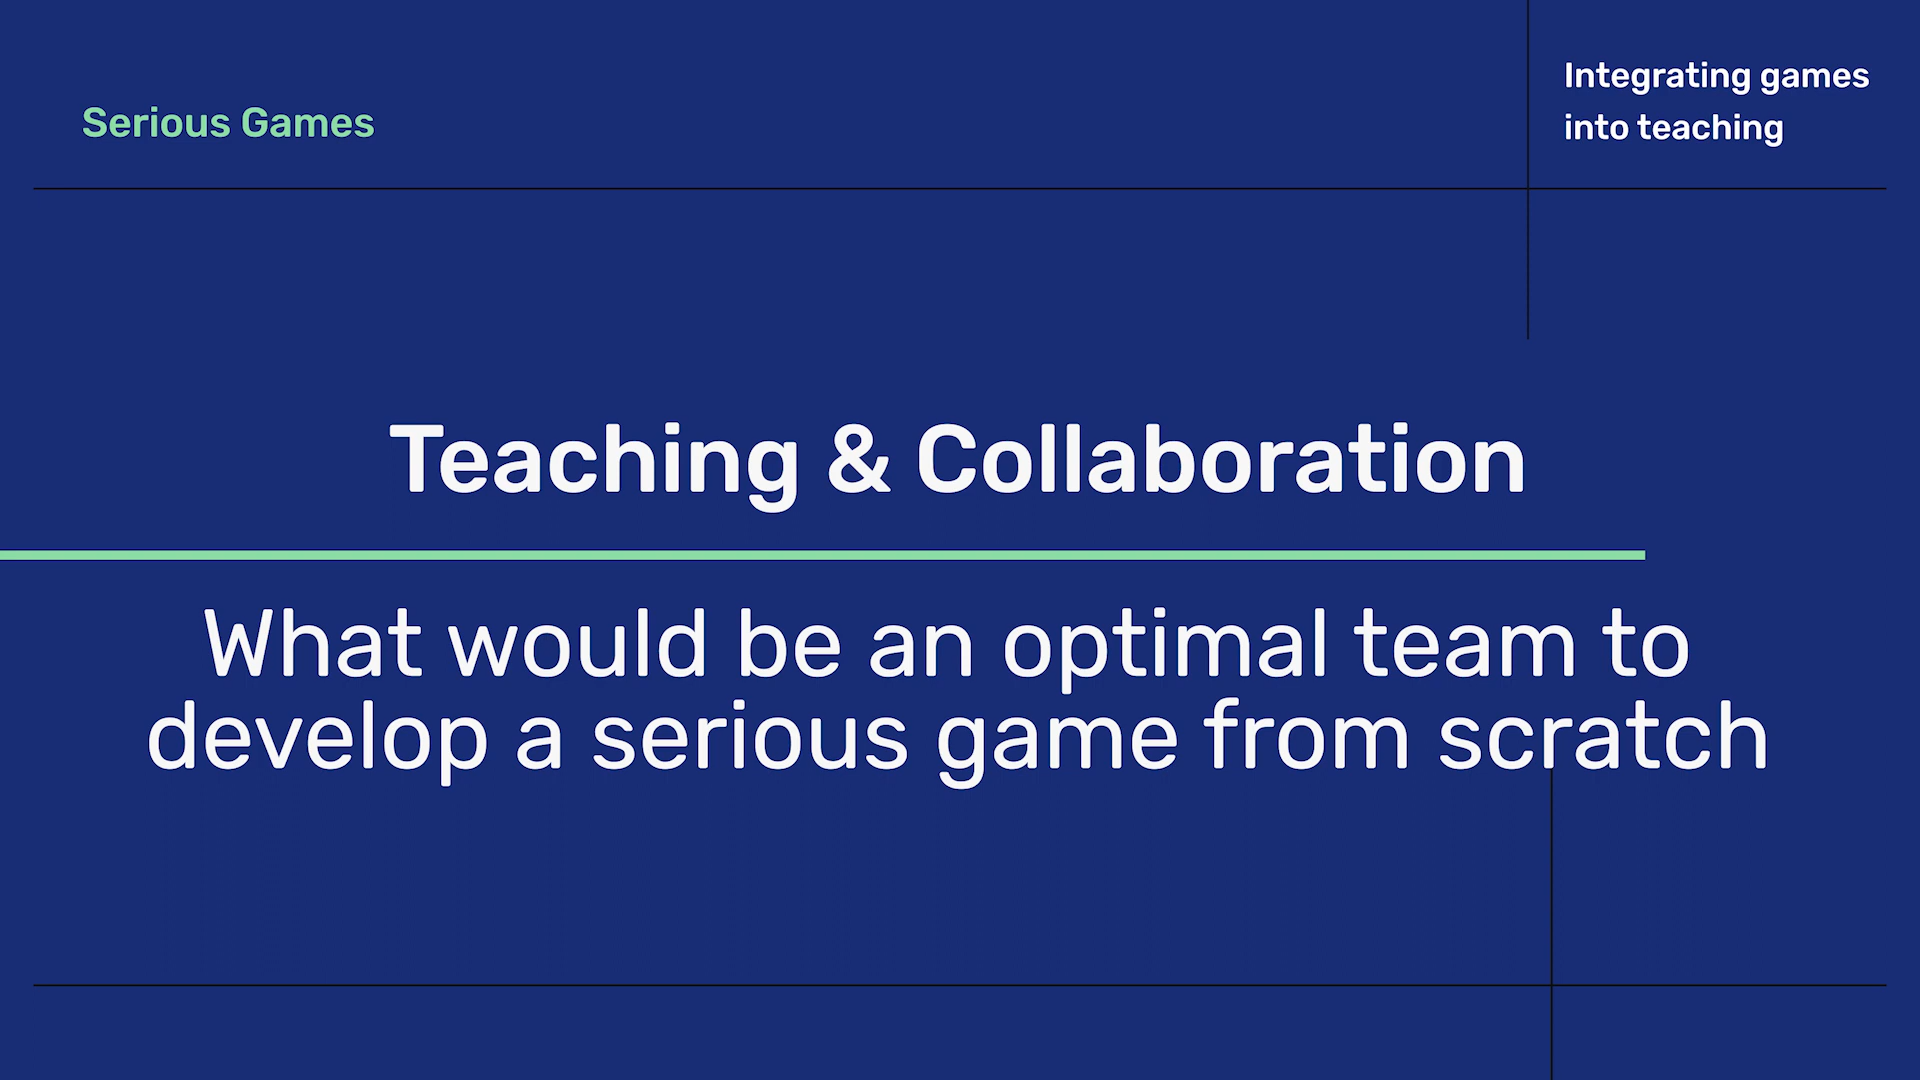 Serious Games
Integrating games
into teaching
Teaching & Collaboration
What would be an optimal team to
develop a serious game from scratch